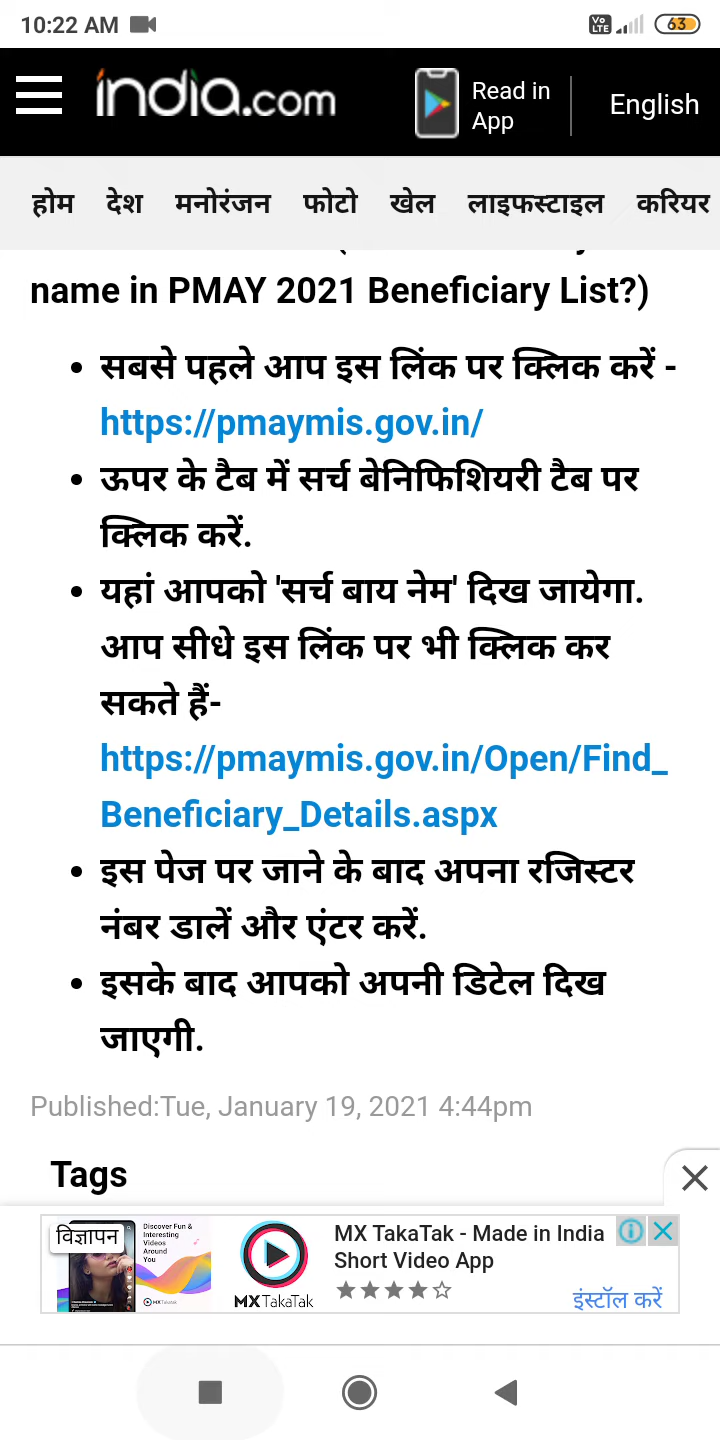 10:22 AM
Vo LTE
63
india.com
Read in
App
English
होम देश मनोरंजन फोटो खेल लाइफस्टाइल करियर
name in PMAY 2021 Beneficiary List?)
• सबसे पहले आप इस लिंक पर क्लिक करें -
https://pmaymis.gov.in/
• ऊपर के टैब में सर्च बेनिफिशियरी टैब पर
क्लिक करें.
• यहां आपको 'सर्च बाय नेम' दिख जायेगा.
आप सीधे इस लिंक पर भी क्लिक कर
सकते हैं-
https://pmaymis.gov.in/Open/Find_
Beneficiary_Details.aspx
• इस पेज पर जाने के बाद अपना रजिस्टर
नंबर डालें और एंटर करें.
• इसके बाद आपको अपनी डिटेल दिख
जाएगी.
Published:Tue, January 19, 2021 4:44pm
Tags
विज्ञापन
Discover Fun &
Interesting
Videos
Around
You
MXTakatak
MXTakaTak
MX TakaTak - Made in India
Short Video App
इंस्टॉल करें